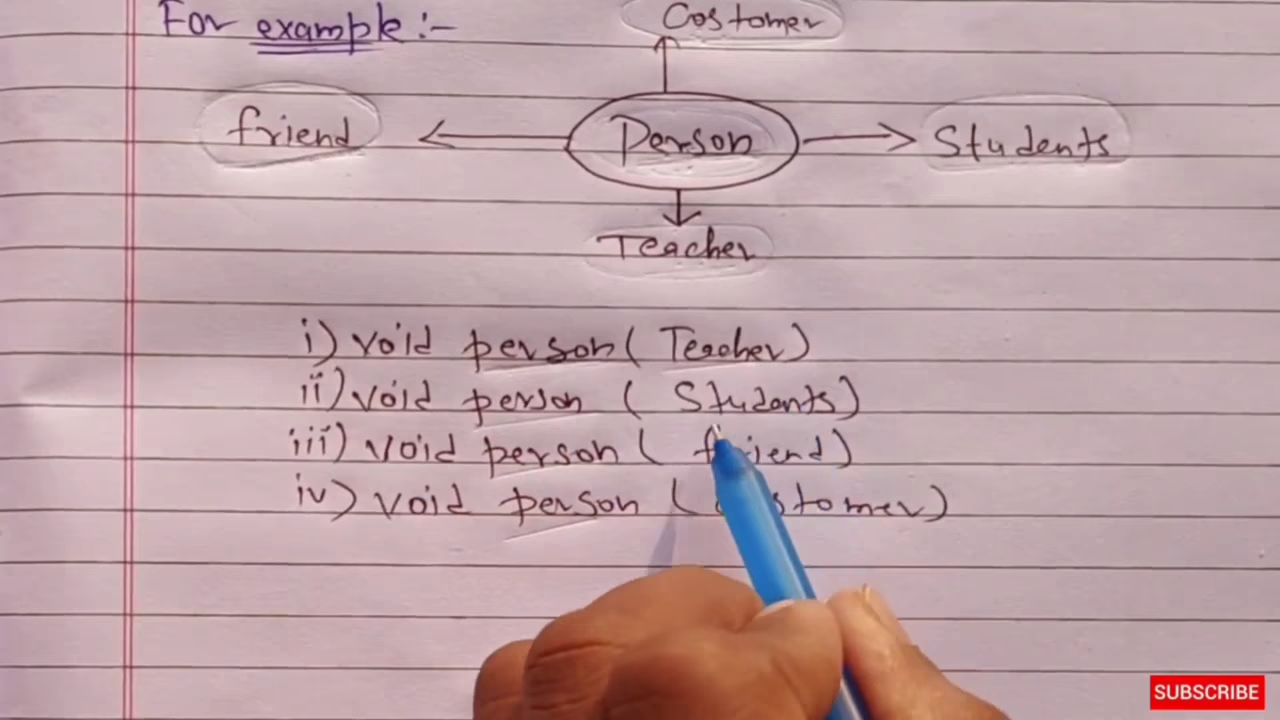 For example :-
Costomer
friend
Person
Students
Teacher
i) void person ( Teacher)
ii) void person ( Students)
iii) void person ( friend)
iv) void person ( Costomer)
SUBSCRIBE